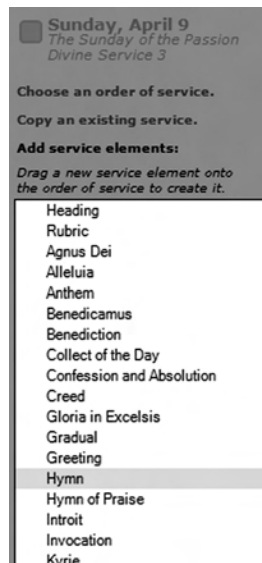 Sunday, April 9
The Sunday of the Passion
Divine Service 3
Choose an order of service.
Copy an existing service.
Add service elements:
Drag a new service element onto
the order of service to create it.
Heading
Rubric
Agnus Dei
Alleluia
Anthem
Benedicamus
Benediction
Collect of the Day
Confession and Absolution
Creed
Gloria in Excelsis
Gradual
Greeting
Hymn
Hymn of Praise
Introit
Invocation
Kyrie